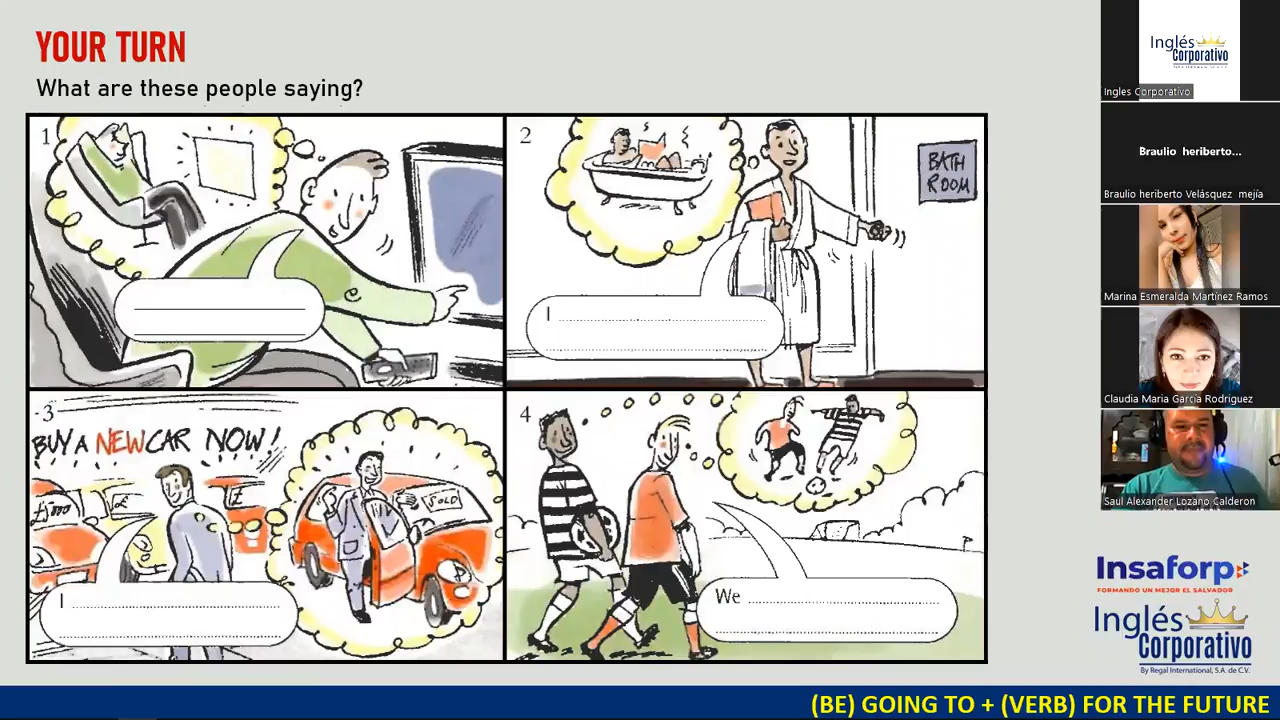 YOUR TURN
What are these people saying?
1
2
BATH
ROOM
I
3
BUY A NEW CAR NOW!
SOLD
I
4
We
Inglés
Corporativo
Ingles Corporativo
Braulio heriberto...
Braulio heriberto Velásquez mejía
Marina Esmeralda Martínez Ramos
Claudia Maria García Rodriguez
Saul Alexander Lozano Calderon
Insaforp
FORMANDO UN MEJOR EL SALVADOR
Inglés
Corporativo
By Regal International, S.A. de C.V.
(BE) GOING TO + (VERB) FOR THE FUTURE